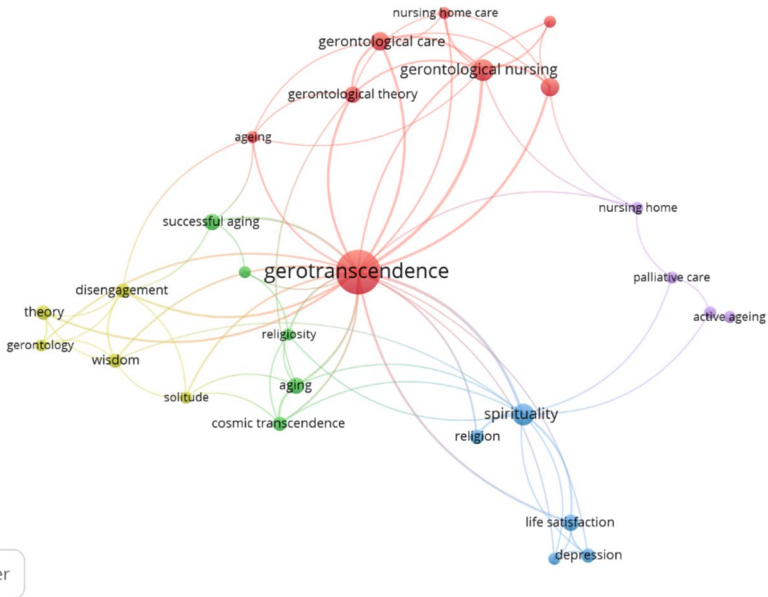 nursing home care
gerontological care
gerontological nursing
gerontological theory
ageing
nursing home
successful aging
gerotranscendence
palliative care
disengagement
theory
active ageing
religiosity
gerontology
wisdom
aging
solitude
spirituality
cosmic transcendence
religion
life satisfaction
depression
er